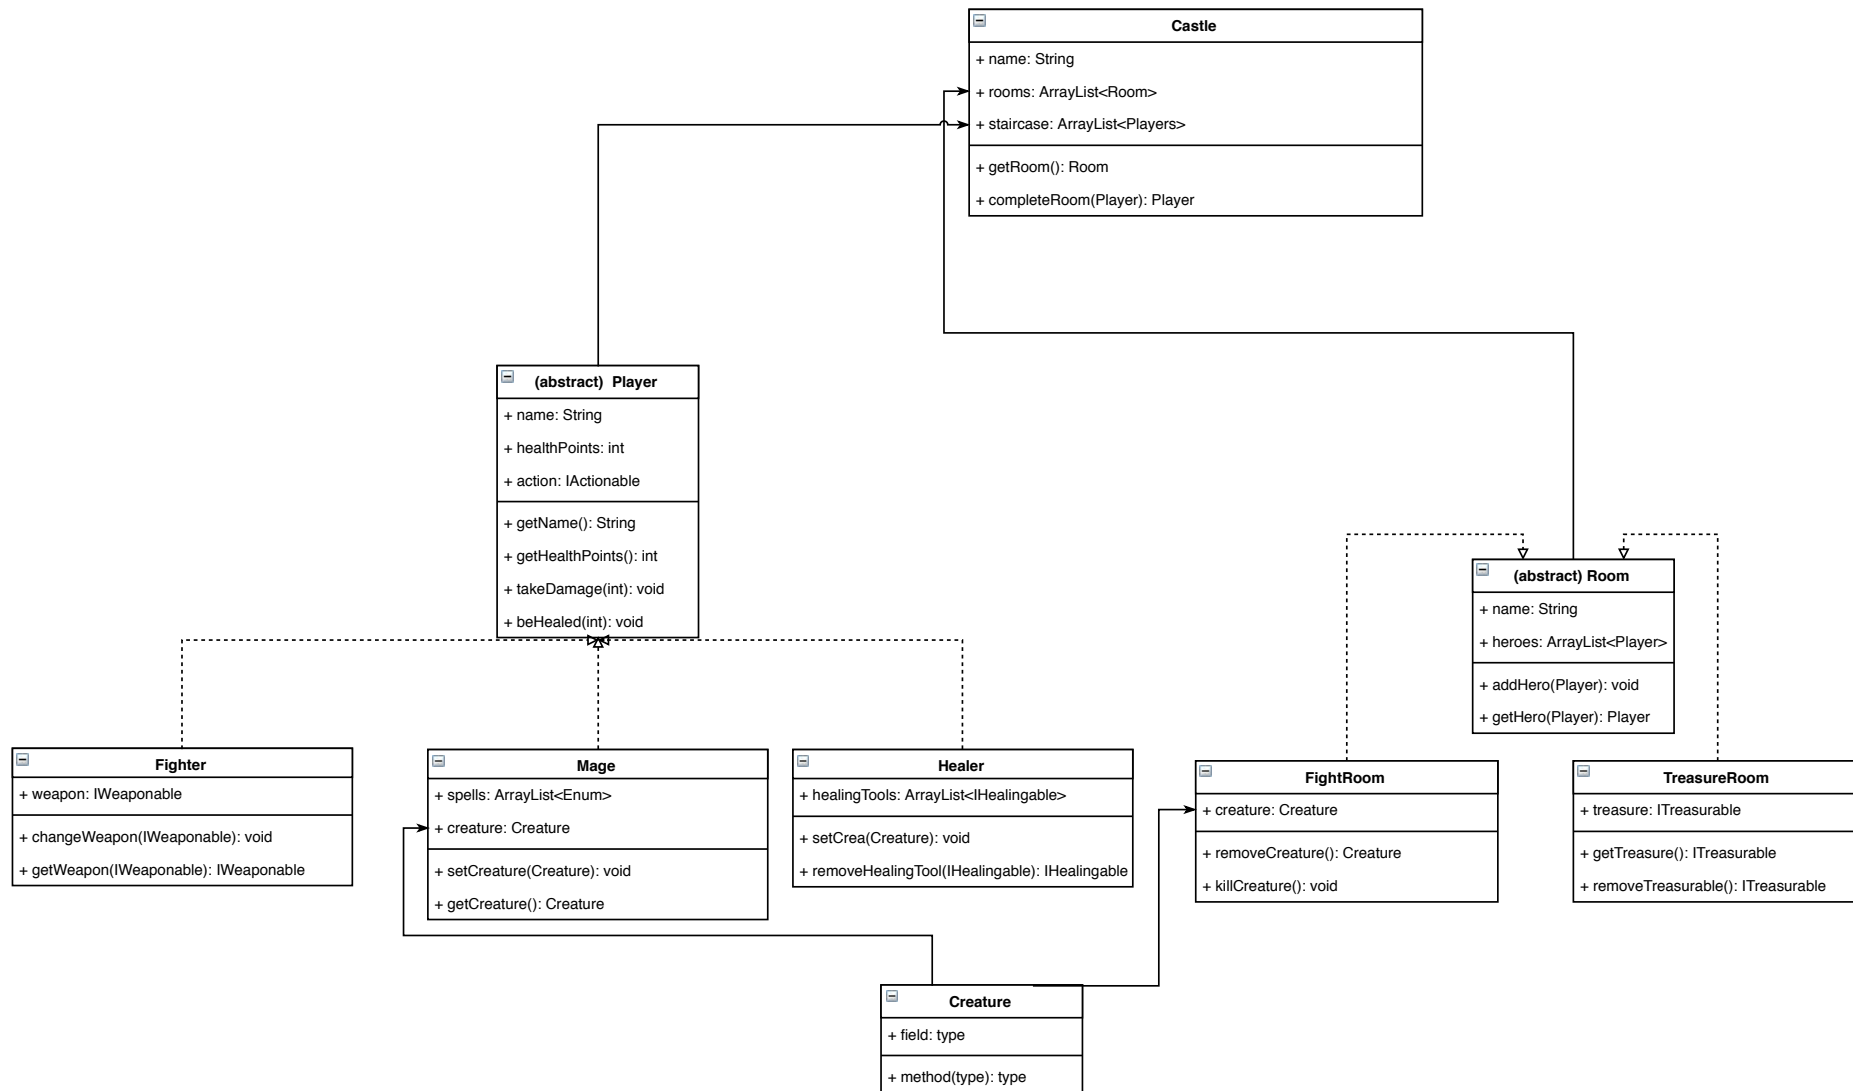 Castle
+ name: String
+ rooms: ArrayList<Room>
+ staircase: ArrayList<Players>
+ getRoom(): Room
+ completeRoom(Player): Player
(abstract)  Player
+ name: String
+ healthPoints: int
+ action: IActionable
+ getName(): String
+ getHealthPoints(): int
+ takeDamage(int): void
+ beHealed(int): void
(abstract) Room
+ name: String
+ heroes: ArrayList<Player>
+ addHero(Player): void
+ getHero(Player): Player
Fighter
+ weapon: IWeaponable
+ changeWeapon(IWeaponable): void
+ getWeapon(IWeaponable): IWeaponable
Mage
+ spells: ArrayList<Enum>
+ creature: Creature
+ setCreature(Creature): void
+ getCreature(): Creature
Healer
+ healingTools: ArrayList<IHealingable>
+ setCrea(Creature): void
+ removeHealingTool(IHealingable): IHealingable
FightRoom
+ creature: Creature
+ removeCreature(): Creature
+ killCreature(): void
TreasureRoom
+ treasure: ITreasurable
+ getTreasure(): ITreasurable
+ removeTreasurable(): ITreasurable
Creature
+ field: type
+ method(type): type